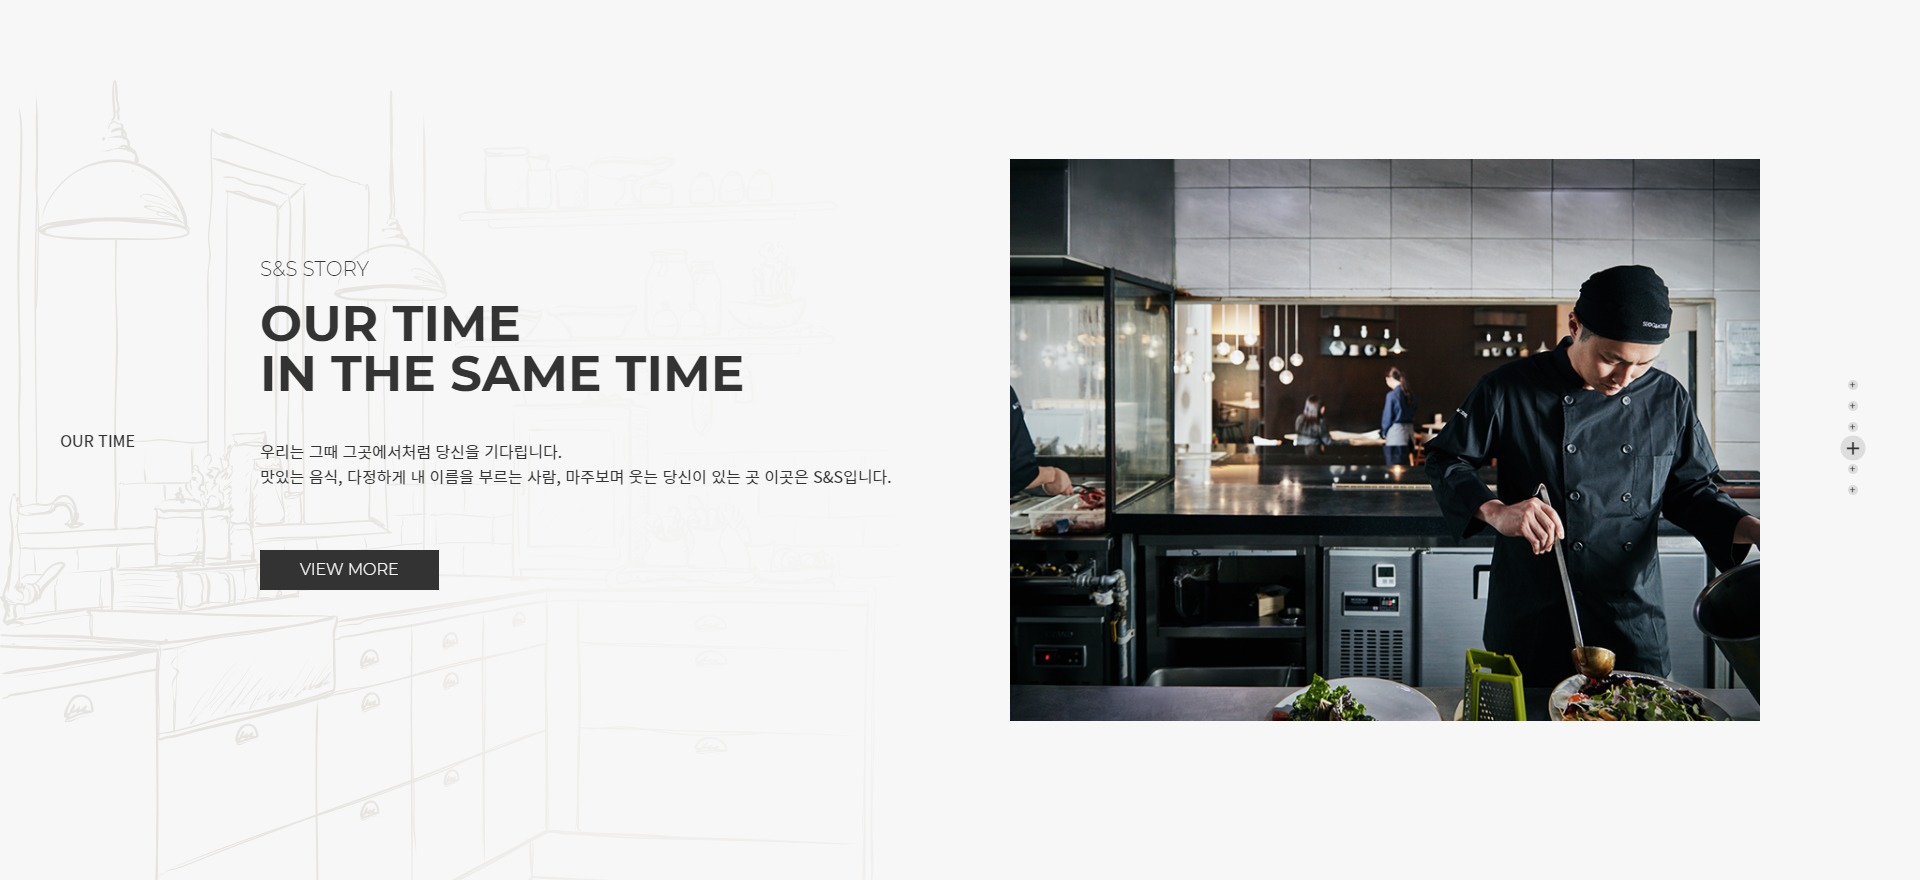 S&S STORY
OUR TIME
IN THE SAME TIME
OUR TIME
우리는 그때 그곳에서처럼 당신을 기다립니다.
맛있는 음식, 다정하게 내 이름을 부르는 사람, 마주보며 웃는 당신이 있는 곳 이곳은 S&S입니다.
VIEW MORE